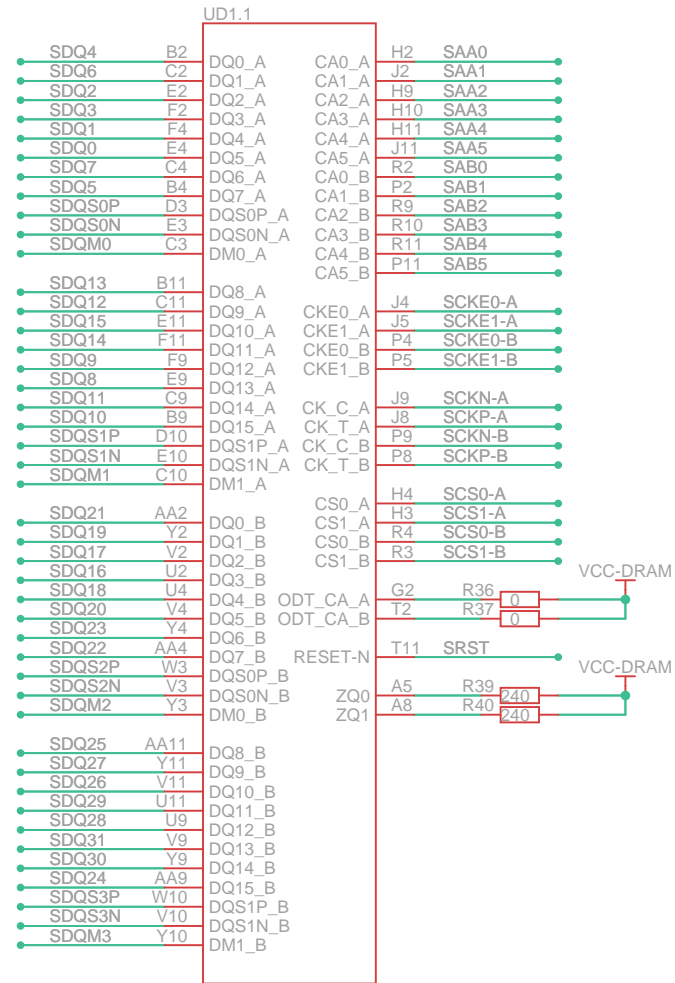 UD1.1
SDQ4 B2 DQ0_A CA0_A H2 SAA0
SDQ6 C2 DQ1_A CA1_A J2 SAA1
SDQ2 E2 DQ2_A CA2_A H9 SAA2
SDQ3 F2 DQ3_A CA3_A H10 SAA3
SDQ1 F4 DQ4_A CA4_A H11 SAA4
SDQ0 E4 DQ5_A CA5_A J11 SAA5
SDQ7 C4 DQ6_A CA0_B R2 SAB0
SDQ5 B4 DQ7_A CA1_B P2 SAB1
SDQS0P D3 DQS0P_A CA2_B R9 SAB2
SDQS0N E3 DQS0N_A CA3_B R10 SAB3
SDQM0 C3 DM0_A CA4_B R11 SAB4
CA5_B P11 SAB5
SDQ13 B11 DQ8_A
SDQ12 C11 DQ9_A CKE0_A J4 SCKE0-A
SDQ15 E11 DQ10_A CKE1_A J5 SCKE1-A
SDQ14 F11 DQ11_A CKE0_B P4 SCKE0-B
SDQ9 F9 DQ12_A CKE1_B P5 SCKE1-B
SDQ8 E9 DQ13_A
SDQ11 C9 DQ14_A CK_C_A J9 SCKN-A
SDQ10 B9 DQ15_A CK_T_A J8 SCKP-A
SDQS1P D10 DQS1P_A CK_C_B P9 SCKN-B
SDQS1N E10 DQS1N_A CK_T_B P8 SCKP-B
SDQM1 C10 DM1_A
CS0_A H4 SCS0-A
SDQ21 AA2 DQ0_B CS1_A H3 SCS1-A
SDQ19 Y2 DQ1_B CS0_B R4 SCS0-B
SDQ17 V2 DQ2_B CS1_B R3 SCS1-B
SDQ16 U2 DQ3_B VCC-DRAM
SDQ18 U4 DQ4_B ODT_CA_A G2 R36 0
SDQ20 V4 DQ5_B ODT_CA_B T2 R37 0
SDQ23 Y4 DQ6_B
SDQ22 AA4 DQ7_B RESET-N T11 SRST
SDQS2P W3 DQS0P_B VCC-DRAM
SDQS2N V3 DQS0N_B ZQ0 A5 R39 240
SDQM2 Y3 DM0_B ZQ1 A8 R40 240
SDQ25 AA11 DQ8_B
SDQ27 Y11 DQ9_B
SDQ26 V11 DQ10_B
SDQ29 U11 DQ11_B
SDQ28 U9 DQ12_B
SDQ31 V9 DQ13_B
SDQ30 Y9 DQ14_B
SDQ24 AA9 DQ15_B
SDQS3P W10 DQS1P_B
SDQS3N V10 DQS1N_B
SDQM3 Y10 DM1_B